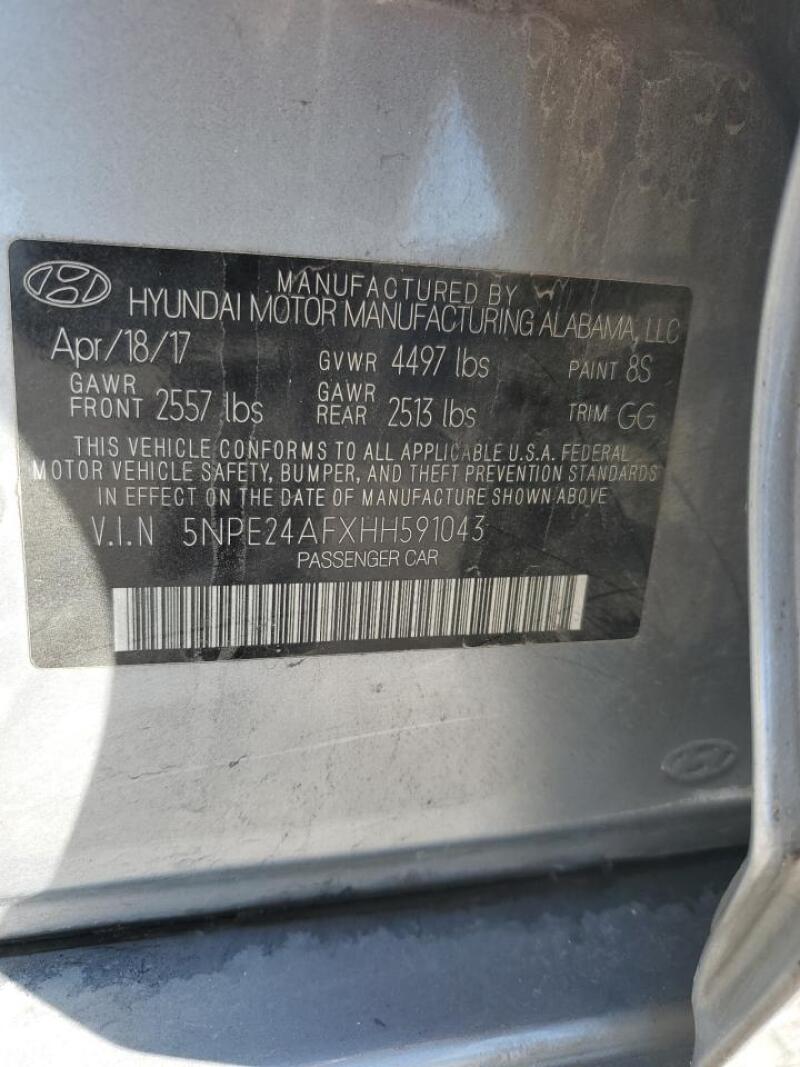 MANUFACTURED BY
HYUNDAI MOTOR MANUFACTURING ALABAMA, LLC
Apr/18/17 GVWR 4497 lbs PAINT 8S
GAWR FRONT 2557 lbs GAWR REAR 2513 lbs TRIM GG
THIS VEHICLE CONFORMS TO ALL APPLICABLE U.S.A. FEDERAL
MOTOR VEHICLE SAFETY, BUMPER, AND THEFT PREVENTION STANDARDS
IN EFFECT ON THE DATE OF MANUFACTURE SHOWN ABOVE
V.I.N 5NPE24AFXHH591043
PASSENGER CAR